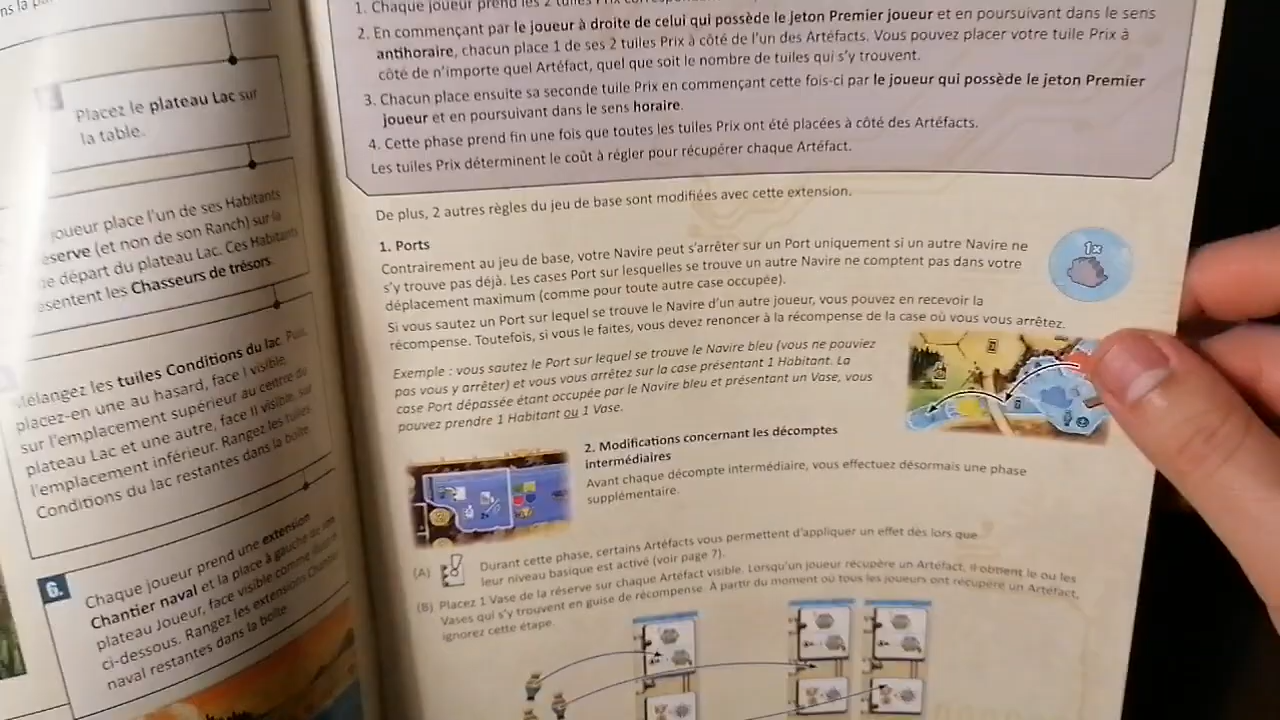 Placez le plateau Lac sur
la table.
joueur place l'un de ses Habitants
serve (et non de son Ranch) sur la
de départ du plateau Lac. Ces Habitants
sentent les Chasseurs de trésors.
Mélangez les tuiles Conditions du lac. Puis,
placez-en une au hasard, face I visible,
sur l'emplacement supérieur au centre du
plateau Lac et une autre, face II visible, sur
l'emplacement inférieur. Rangez les tuiles
Conditions du lac restantes dans la boîte.
6.
Chaque joueur prend une extension
Chantier naval et la place à gauche de son
plateau Joueur, face visible comme illustré
ci-dessous. Rangez les extensions Chantier
naval restantes dans la boîte.
1. Chaque joueur prend les 2 tuiles Prix
2. En commençant par le joueur à droite de celui qui possède le jeton Premier joueur et en poursuivant dans le sens
antihoraire, chacun place 1 de ses 2 tuiles Prix à côté de l'un des Artéfacts. Vous pouvez placer votre tuile Prix à
côté de n'importe quel Artéfact, quel que soit le nombre de tuiles qui s'y trouvent.
3. Chacun place ensuite sa seconde tuile Prix en commençant cette fois-ci par le joueur qui possède le jeton Premier
joueur et en poursuivant dans le sens horaire.
4. Cette phase prend fin une fois que toutes les tuiles Prix ont été placées à côté des Artéfacts.
Les tuiles Prix déterminent le coût à régler pour récupérer chaque Artéfact.
De plus, 2 autres règles du jeu de base sont modifiées avec cette extension.
1. Ports
Contrairement au jeu de base, votre Navire peut s'arrêter sur un Port uniquement si un autre Navire ne
s'y trouve pas déjà. Les cases Port sur lesquelles se trouve un autre Navire ne comptent pas dans votre
déplacement maximum (comme pour toute autre case occupée).
1x
Si vous sautez un Port sur lequel se trouve le Navire d'un autre joueur, vous pouvez en recevoir la
récompense. Toutefois, si vous le faites, vous devez renoncer à la récompense de la case où vous vous arrêtez.
Exemple : vous sautez le Port sur lequel se trouve le Navire bleu (vous ne pouviez
pas vous y arrêter) et vous vous arrêtez sur la case présentant 1 Habitant. La
case Port dépassée étant occupée par le Navire bleu et présentant un Vase, vous
pouvez prendre 1 Habitant ou 1 Vase.
2. Modifications concernant les décomptes
intermédiaires
Avant chaque décompte intermédiaire, vous effectuez désormais une phase
supplémentaire.
(A) Durant cette phase, certains Artéfacts vous permettent d'appliquer un effet dès lors que
leur niveau basique est activé (voir page 7).
(B) Placez 1 Vase de la réserve sur chaque Artéfact visible. Lorsqu'un joueur récupère un Artéfact, il obtient le ou les
Vases qui s'y trouvent en guise de récompense. À partir du moment où tous les joueurs ont récupéré un Artéfact,
ignorez cette étape.